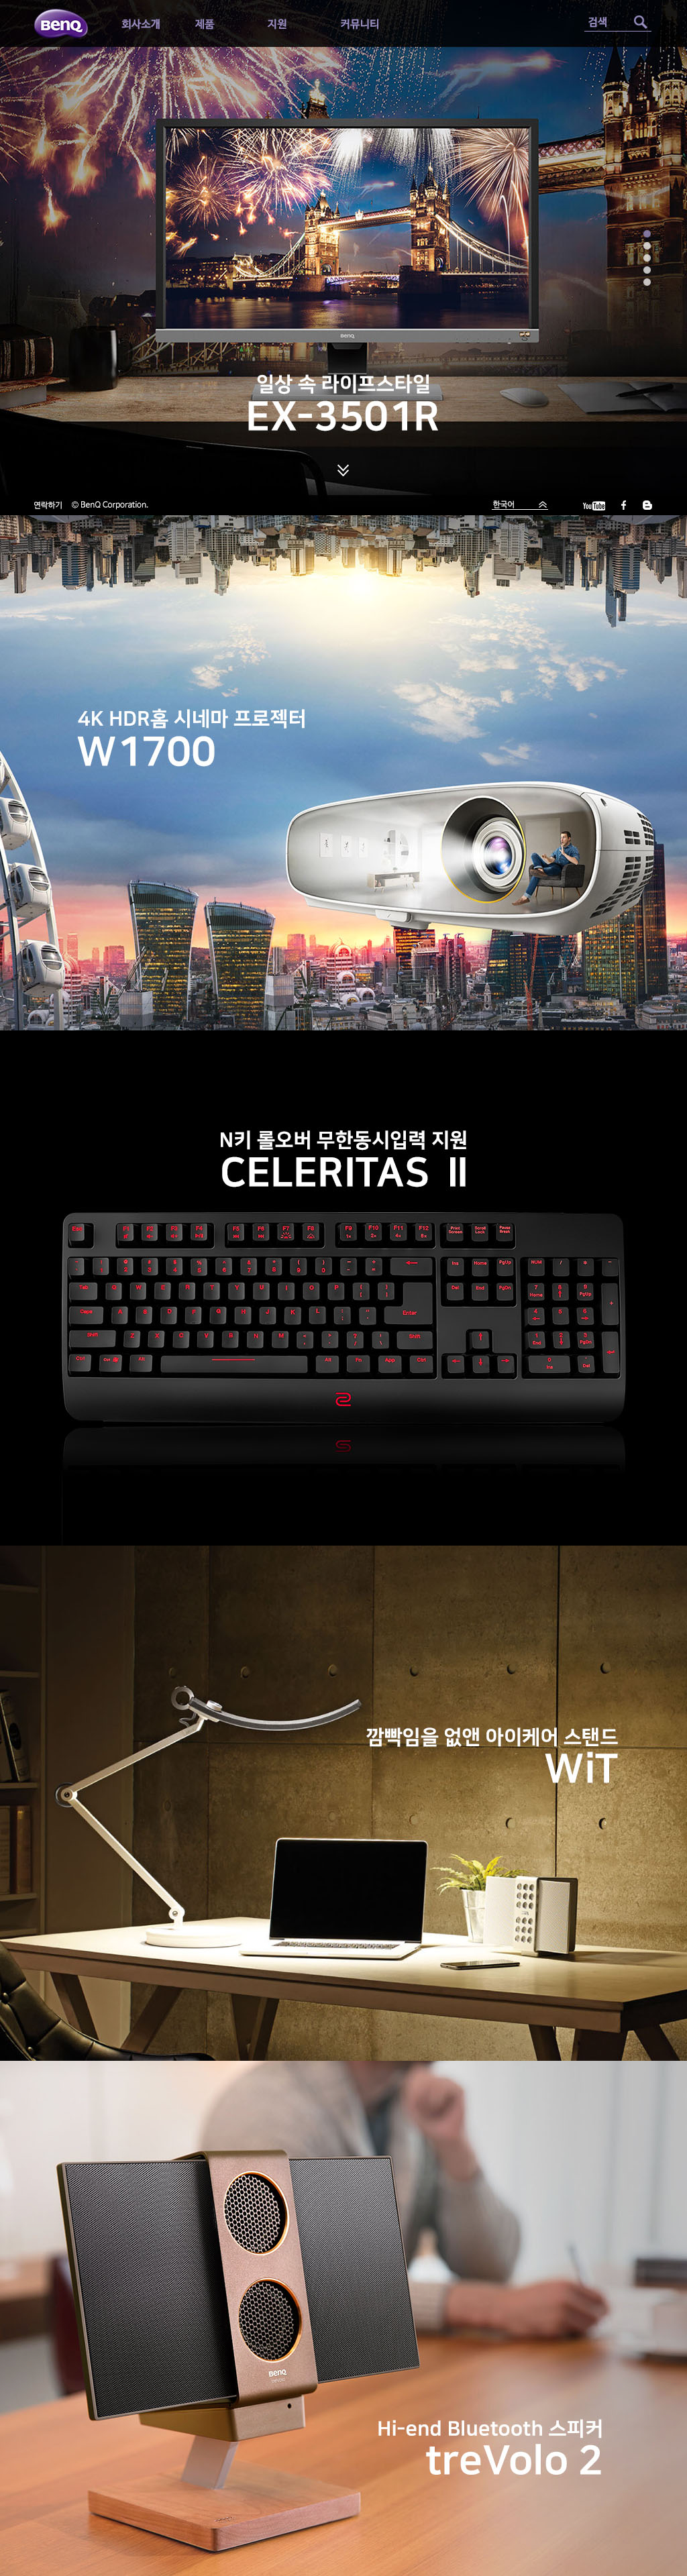 BenQ
회사소개
제품
지원
커뮤니티
검색
BenQ
일상 속 라이프스타일
EX-3501R
연락하기
© BenQ Corporation.
한국어
YouTube
4K HDR홈 시네마 프로젝터
W1700
N키 롤오버 무한동시입력 지원
CELERITAS II
깜빡임을 없앤 아이케어 스탠드
WiT
BenQ
Hi-end Bluetooth 스피커
treVolo 2